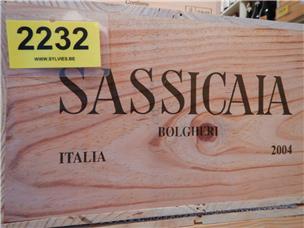 2232
WWW.SYLVIES.BE
SASSICAIA
BOLGHERI
ITALIA 2004